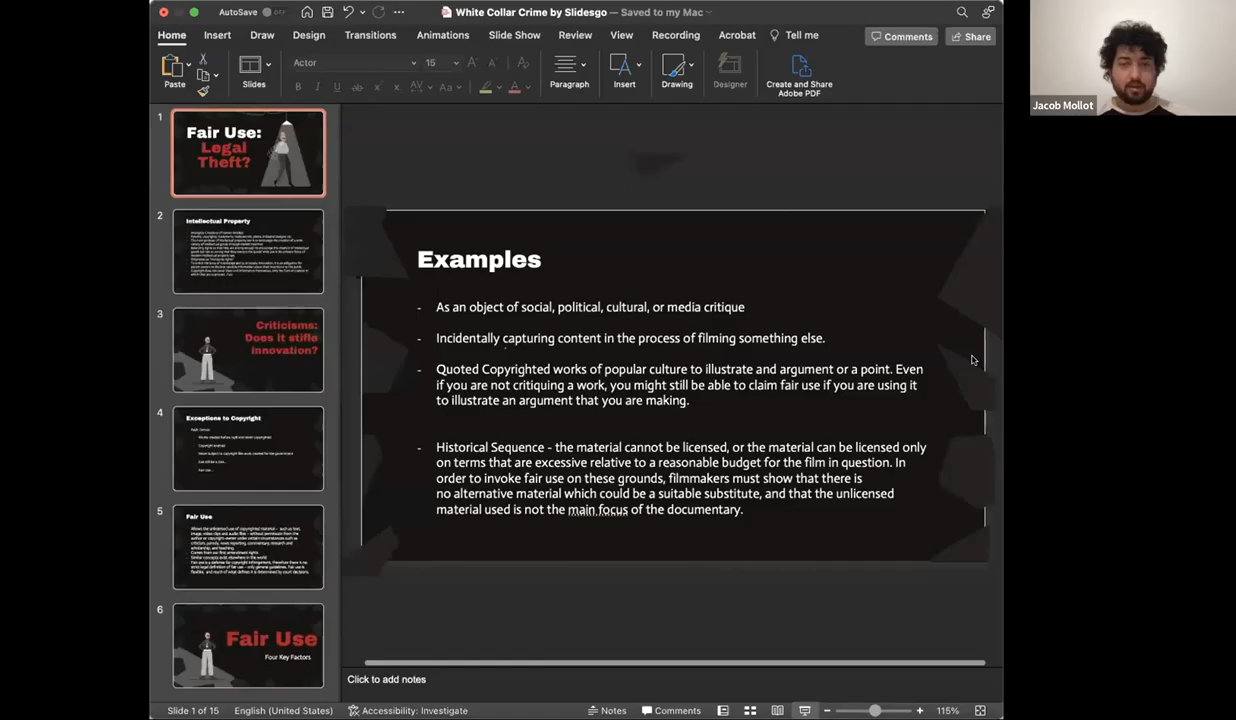 AutoSave
White Collar Crime by Slidesgo — Saved to my Mac
Home Insert Draw Design Transitions Animations Slide Show Review View Recording Acrobat Tell me
Comments Share
Paste
Slides
Actor 15
B I U
Paragraph
Insert
Drawing
Designer
Create and Share
Adobe PDF
Jacob Mollot
1
Fair Use:
Legal
Theft?
2
Intellectual Property
3
Criticisms:
Does it stifle
innovation?
4
Exceptions to Copyright
5
Fair Use
6
Fair Use
Four Key Factors
Examples
- As an object of social, political, cultural, or media critique
- Incidentally capturing content in the process of filming something else.
- Quoted Copyrighted works of popular culture to illustrate and argument or a point. Even
if you are not critiquing a work, you might still be able to claim fair use if you are using it
to illustrate an argument that you are making.
- Historical Sequence - the material cannot be licensed, or the material can be licensed only
on terms that are excessive relative to a reasonable budget for the film in question. In
order to invoke fair use on these grounds, filmmakers must show that there is
no alternative material which could be a suitable substitute, and that the unlicensed
material used is not the main focus of the documentary.
Click to add notes
Slide 1 of 15 English (United States) Accessibility: Investigate
Notes Comments 115%